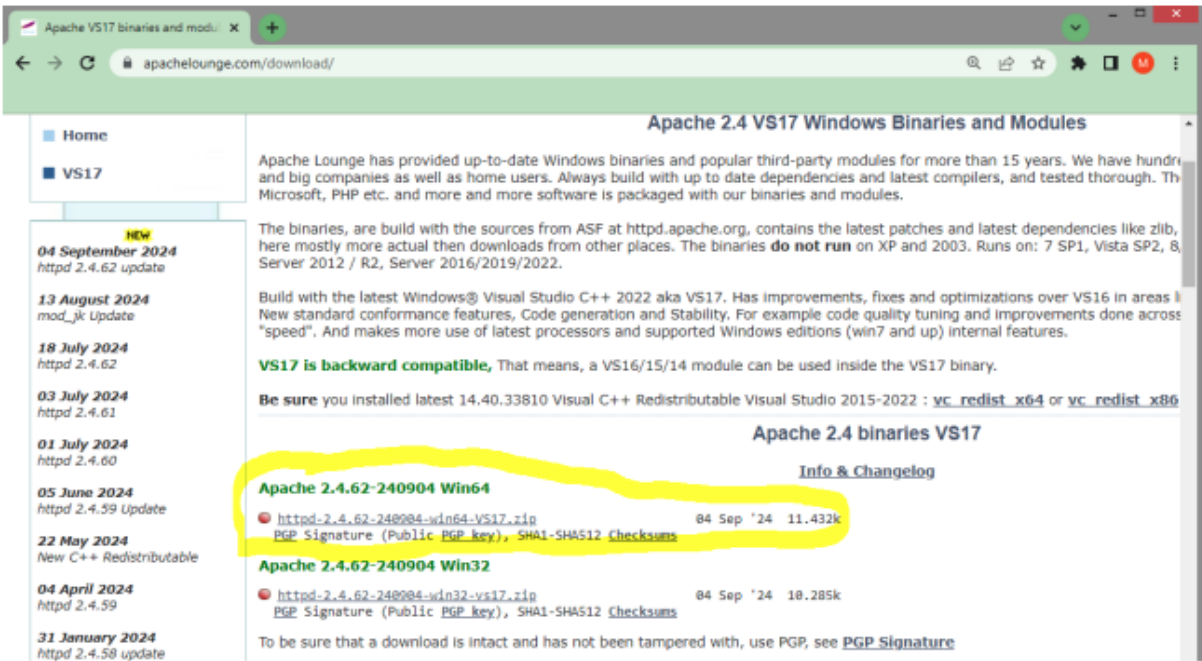 Apache VS17 binaries and modul
apachelounge.com/download/
M
Home
VS17
NEW
04 September 2024
httpd 2.4.62 update
13 August 2024
mod_jk Update
18 July 2024
httpd 2.4.62
03 July 2024
httpd 2.4.61
01 July 2024
httpd 2.4.60
05 June 2024
httpd 2.4.59 Update
22 May 2024
New C++ Redistributable
04 April 2024
httpd 2.4.59
31 January 2024
httpd 2.4.58 update
Apache 2.4 VS17 Windows Binaries and Modules
Apache Lounge has provided up-to-date Windows binaries and popular third-party modules for more than 15 years. We have hundre
and big companies as well as home users. Always build with up to date dependencies and latest compilers, and tested thorough. Th
Microsoft, PHP etc. and more and more software is packaged with our binaries and modules.
The binaries, are build with the sources from ASF at httpd.apache.org, contains the latest patches and latest dependencies like zlib,
here mostly more actual then downloads from other places. The binaries do not run on XP and 2003. Runs on: 7 SP1, Vista SP2, 8,
Server 2012 / R2, Server 2016/2019/2022.
Build with the latest Windows® Visual Studio C++ 2022 aka VS17. Has improvements, fixes and optimizations over VS16 in areas l
New standard conformance features, Code generation and Stability. For example code quality tuning and improvements done across
"speed". And makes more use of latest processors and supported Windows editions (win7 and up) internal features.
VS17 is backward compatible, That means, a VS16/15/14 module can be used inside the VS17 binary.
Be sure you installed latest 14.40.33810 Visual C++ Redistributable Visual Studio 2015-2022 : vc_redist_x64 or vc_redist_x86
Apache 2.4 binaries VS17
Info & Changelog
Apache 2.4.62-240904 Win64
httpd-2.4.62-240904-win64-VS17.zip 04 Sep '24 11.432k
PGP Signature (Public PGP key), SHA1-SHA512 Checksums
Apache 2.4.62-240904 Win32
httpd-2.4.62-240904-win32-vs17.zip 04 Sep '24 10.285k
PGP Signature (Public PGP key), SHA1-SHA512 Checksums
To be sure that a download is intact and has not been tampered with, use PGP, see PGP Signature